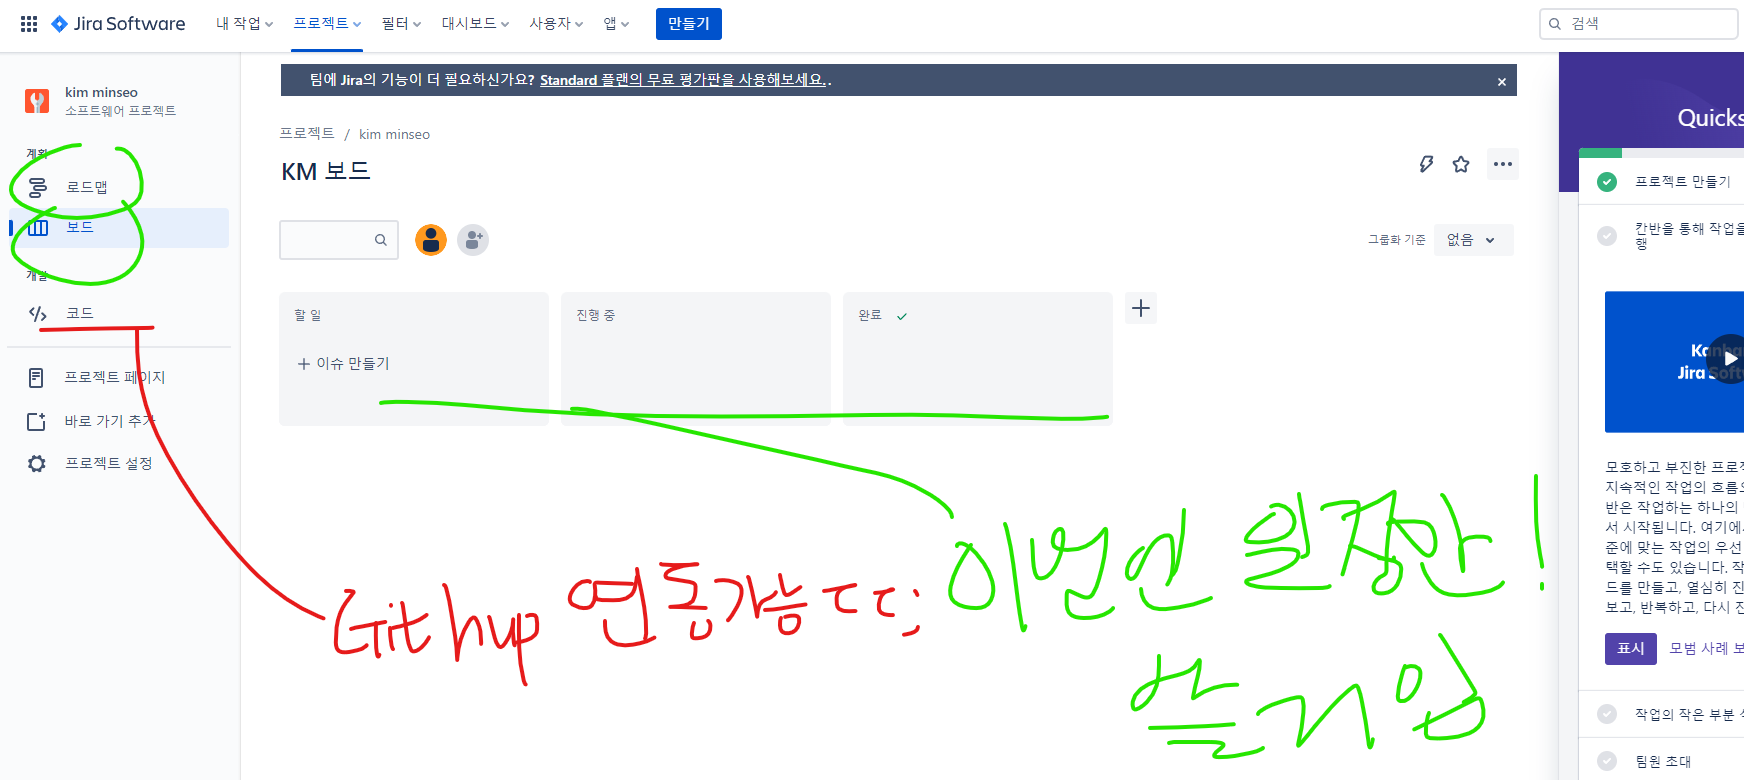 Jira Software 내 작업 프로젝트 필터 대시보드 사용자 앱 만들기 검색
kim minseo
소프트웨어 프로젝트
계획
로드맵
보드
개발
코드
프로젝트 페이지
바로 가기 추가
프로젝트 설정
팀에 Jira의 기능이 더 필요하신가요? Standard 플랜의 무료 평가판을 사용해보세요..
프로젝트 / kim minseo
KM 보드
그룹화 기준 없음
할 일 진행 중 완료
이슈 만들기
Githup 연동가능 ㄷㄷ;
이번엔 일정만!
쓸거임
Quicks
프로젝트 만들기
칸반을 통해 작업을
행
Kanban
Jira Soft
모호하고 부진한 프로젝
지속적인 작업의 흐름으
반은 작업하는 하나의
서 시작됩니다. 여기에서
준에 맞는 작업의 우선
택할 수도 있습니다. 작
드를 만들고, 열심히 진
보고, 반복하고, 다시 진
표시 모범 사례 보
작업의 작은 부분 식
팀원 초대